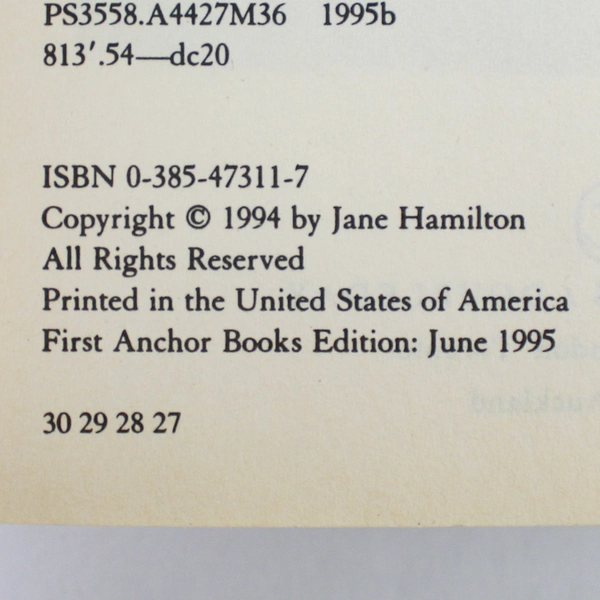 PS3558.A4427M36 1995b
813′.54—dc20
ISBN 0-385-47311-7
Copyright © 1994 by Jane Hamilton
All Rights Reserved
Printed in the United States of America
First Anchor Books Edition: June 1995
30 29 28 27